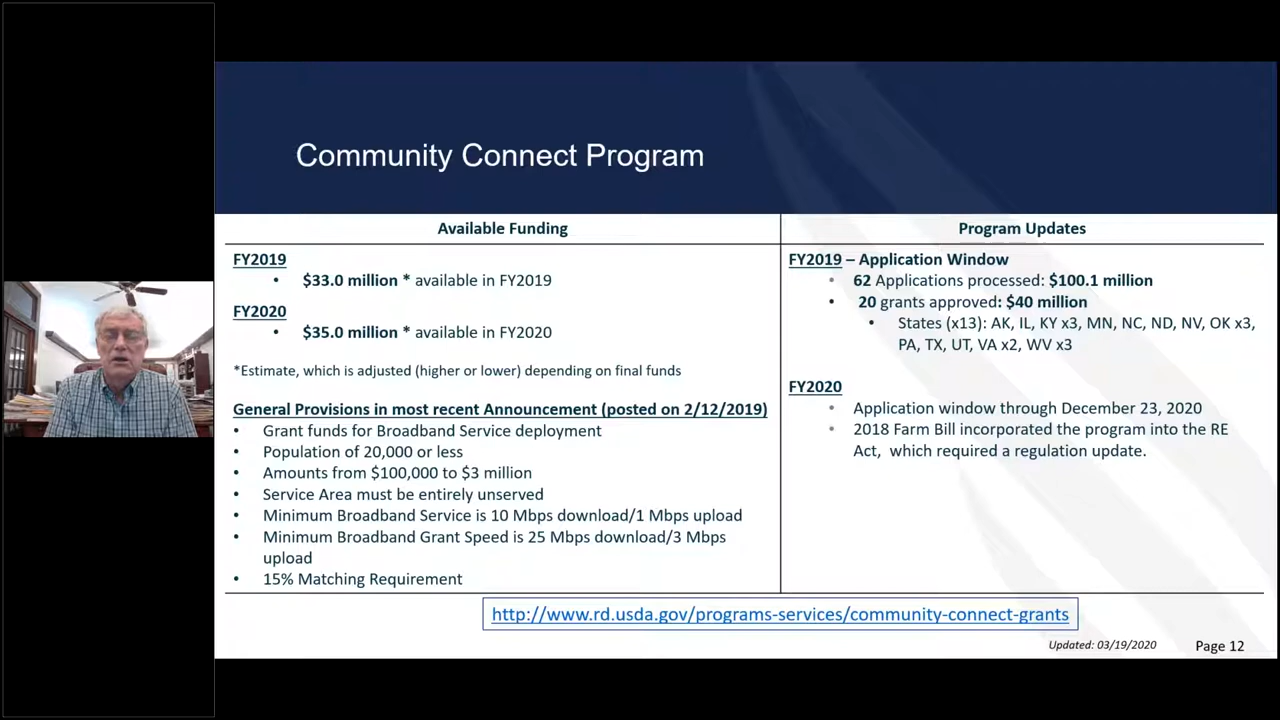 Community Connect Program
Available Funding
FY2019
• $33.0 million * available in FY2019
FY2020
• $35.0 million * available in FY2020
*Estimate, which is adjusted (higher or lower) depending on final funds
General Provisions in most recent Announcement (posted on 2/12/2019)
• Grant funds for Broadband Service deployment
• Population of 20,000 or less
• Amounts from $100,000 to $3 million
• Service Area must be entirely unserved
• Minimum Broadband Service is 10 Mbps download/1 Mbps upload
• Minimum Broadband Grant Speed is 25 Mbps download/3 Mbps
upload
• 15% Matching Requirement
Program Updates
FY2019 – Application Window
• 62 Applications processed: $100.1 million
• 20 grants approved: $40 million
• States (x13): AK, IL, KY x3, MN, NC, ND, NV, OK x3,
PA, TX, UT, VA x2, WV x3
FY2020
• Application window through December 23, 2020
• 2018 Farm Bill incorporated the program into the RE
Act, which required a regulation update.
http://www.rd.usda.gov/programs-services/community-connect-grants
Updated: 03/19/2020
Page 12